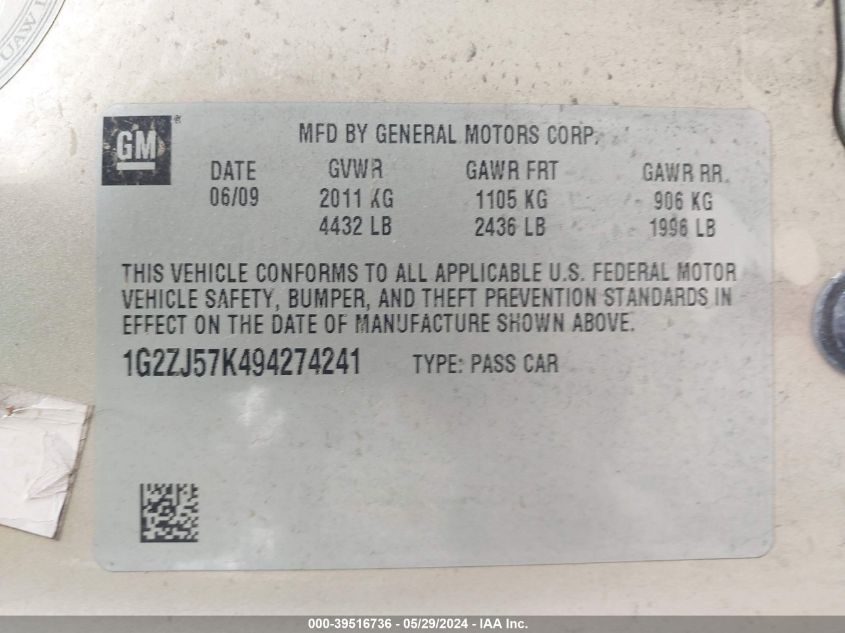 UAW
GM
®
MFD BY GENERAL MOTORS CORP.
DATE GVWR GAWR FRT GAWR RR.
06/09 2011 KG 1105 KG 906 KG
4432 LB 2436 LB 1996 LB
THIS VEHICLE CONFORMS TO ALL APPLICABLE U.S. FEDERAL MOTOR
VEHICLE SAFETY, BUMPER, AND THEFT PREVENTION STANDARDS IN
EFFECT ON THE DATE OF MANUFACTURE SHOWN ABOVE.
1G2ZJ57K494274241 TYPE: PASS CAR
000-39516736 - 05/29/2024 - IAA Inc.